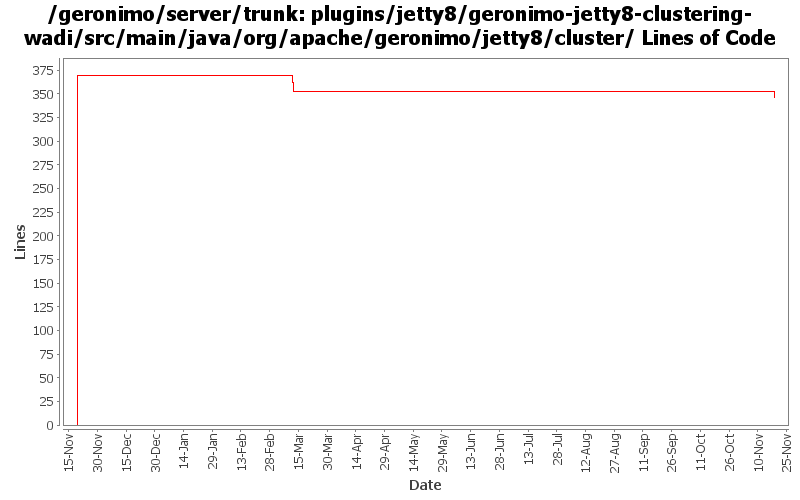 /geronimo/server/trunk: plugins/jetty8/geronimo-jetty8-clustering-
wadi/src/main/java/org/apache/geronimo/jetty8/cluster/ Lines of Code
375
350
325
300
275
250
225
200
175
150
125
100
75
50
25
0
Lines
15-Nov
30-Nov
15-Dec
30-Dec
14-Jan
29-Jan
13-Feb
28-Feb
15-Mar
30-Mar
14-Apr
29-Apr
14-May
29-May
13-Jun
28-Jun
13-Jul
28-Jul
12-Aug
27-Aug
11-Sep
26-Sep
11-Oct
26-Oct
10-Nov
25-Nov
Date